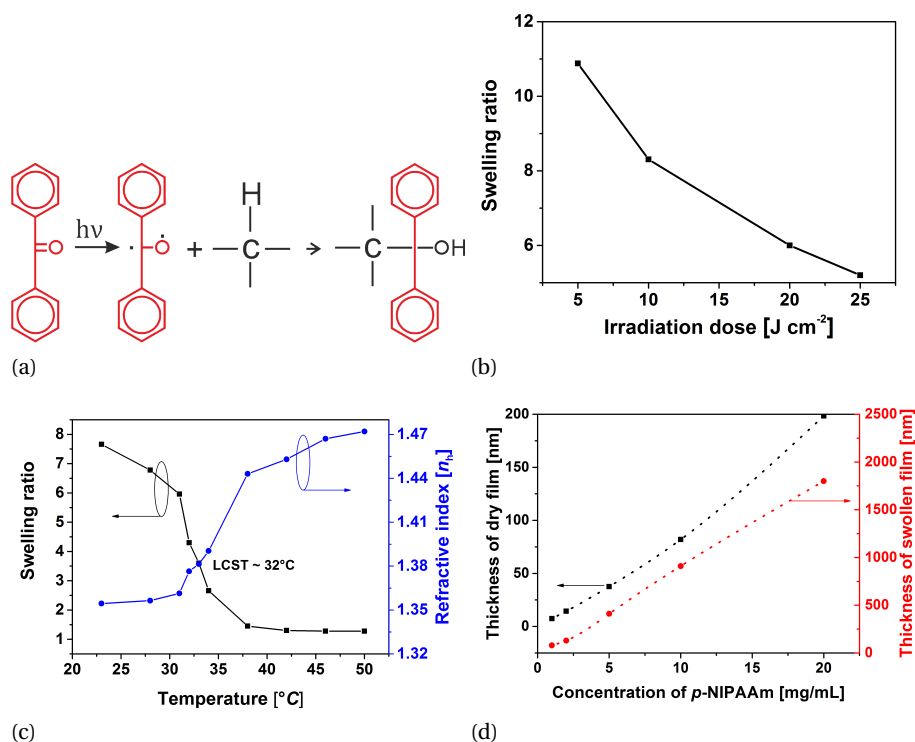 hν
O
O
+
H
C
C
OH
(a)
12
10
8
6
Swelling ratio
5 10 15 20 25
Irradiation dose [J cm-2]
(b)
8
7
6
5
4
3
2
1
Swelling ratio
LCST ~ 32°C
1.47
1.44
1.41
1.38
1.35
1.32
Refractive index [nh]
20 25 30 35 40 45 50
Temperature [°C]
(c)
200
150
100
50
0
Thickness of dry film [nm]
2500
2000
1500
1000
500
0
Thickness of swollen film [nm]
0 5 10 15 20
Concentration of p-NIPAAm [mg/mL]
(d)